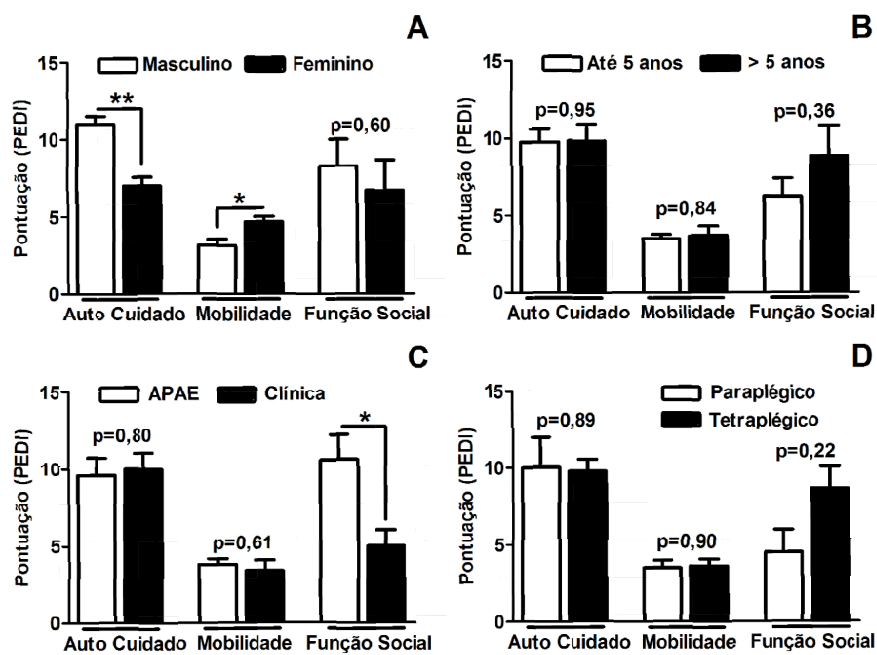 A
Masculino Feminino
Pontuação (PEDI)
15
10
5
0
**
*
p=0,60
Auto Cuidado Mobilidade Função Social
B
Até 5 anos > 5 anos
Pontuação (PEDI)
15
10
5
0
p=0,95
p=0,84
p=0,36
Auto Cuidado Mobilidade Função Social
C
APAE Clínica
Pontuação (PEDI)
15
10
5
0
p=0,80
p=0,61
*
Auto Cuidado Mobilidade Função Social
D
Paraplégico
Tetraplégico
Pontuação (PEDI)
15
10
5
0
p=0,89
p=0,90
p=0,22
Auto Cuidado Mobilidade Função Social